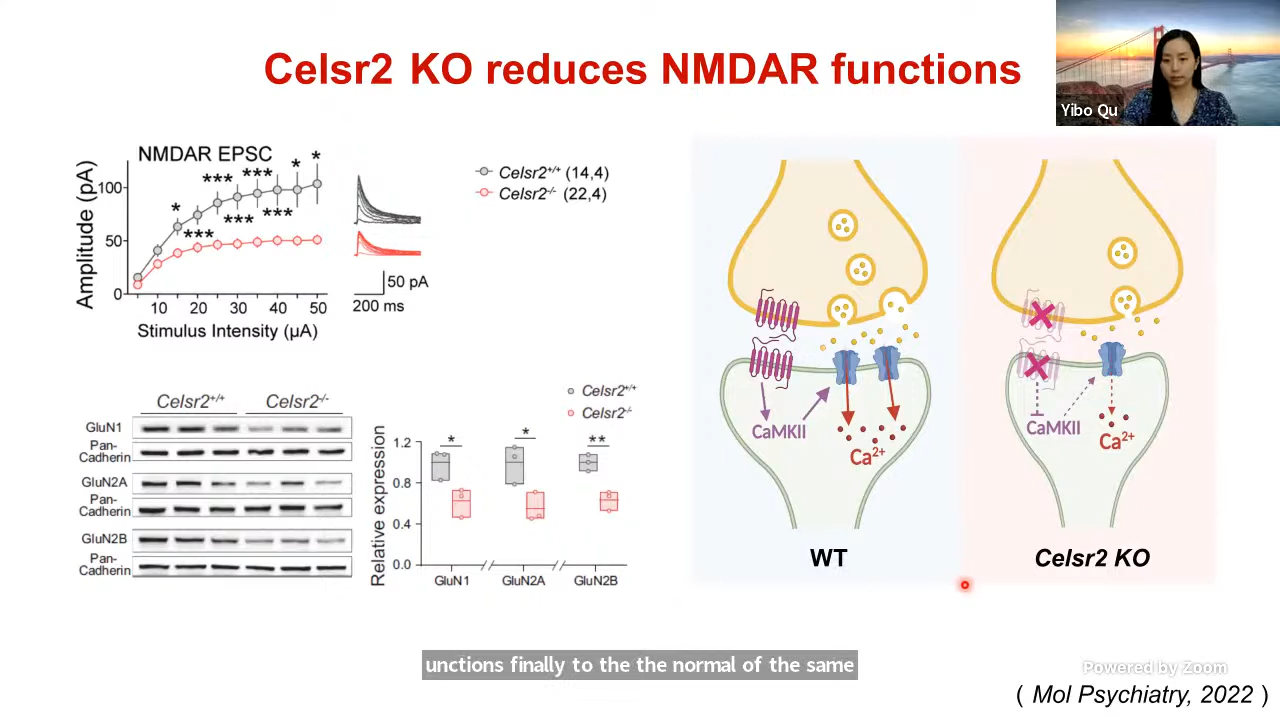 Celsr2 KO reduces NMDAR functions
Yibo Qu
NMDAR EPSC
Amplitude (pA)
100
50
0
10 20 30 40 50
Stimulus Intensity (µA)
* *** *** *** *** *** * *
50 pA
200 ms
Celsr2+/+ (14,4)
Celsr2-/- (22,4)
Celsr2+/+ Celsr2-/-
GluN1
Pan-
Cadherin
GluN2A
Pan-
Cadherin
GluN2B
Pan-
Cadherin
Celsr2+/+
Celsr2-/-
Relative expression
1.2
0.8
0.4
0.0
* * **
GluN1 GluN2A GluN2B
CaMKII
Ca2+
WT
CaMKII
Ca2+
Celsr2 KO
unctions finally to the the normal of the same
Powered by Zoom
( Mol Psychiatry, 2022 )